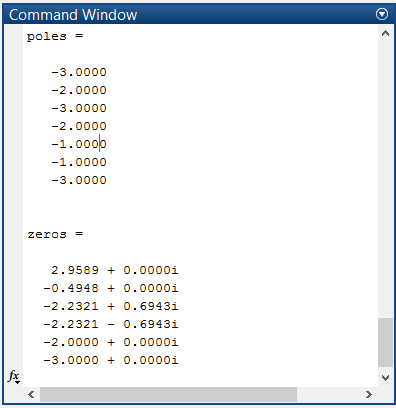 Command Window
poles =
-3.0000
-2.0000
-3.0000
-2.0000
-1.0000
-1.0000
-3.0000
zeros =
2.9589 + 0.0000i
-0.4948 + 0.0000i
-2.2321 + 0.6943i
-2.2321 - 0.6943i
-2.0000 + 0.0000i
-3.0000 + 0.0000i
fx